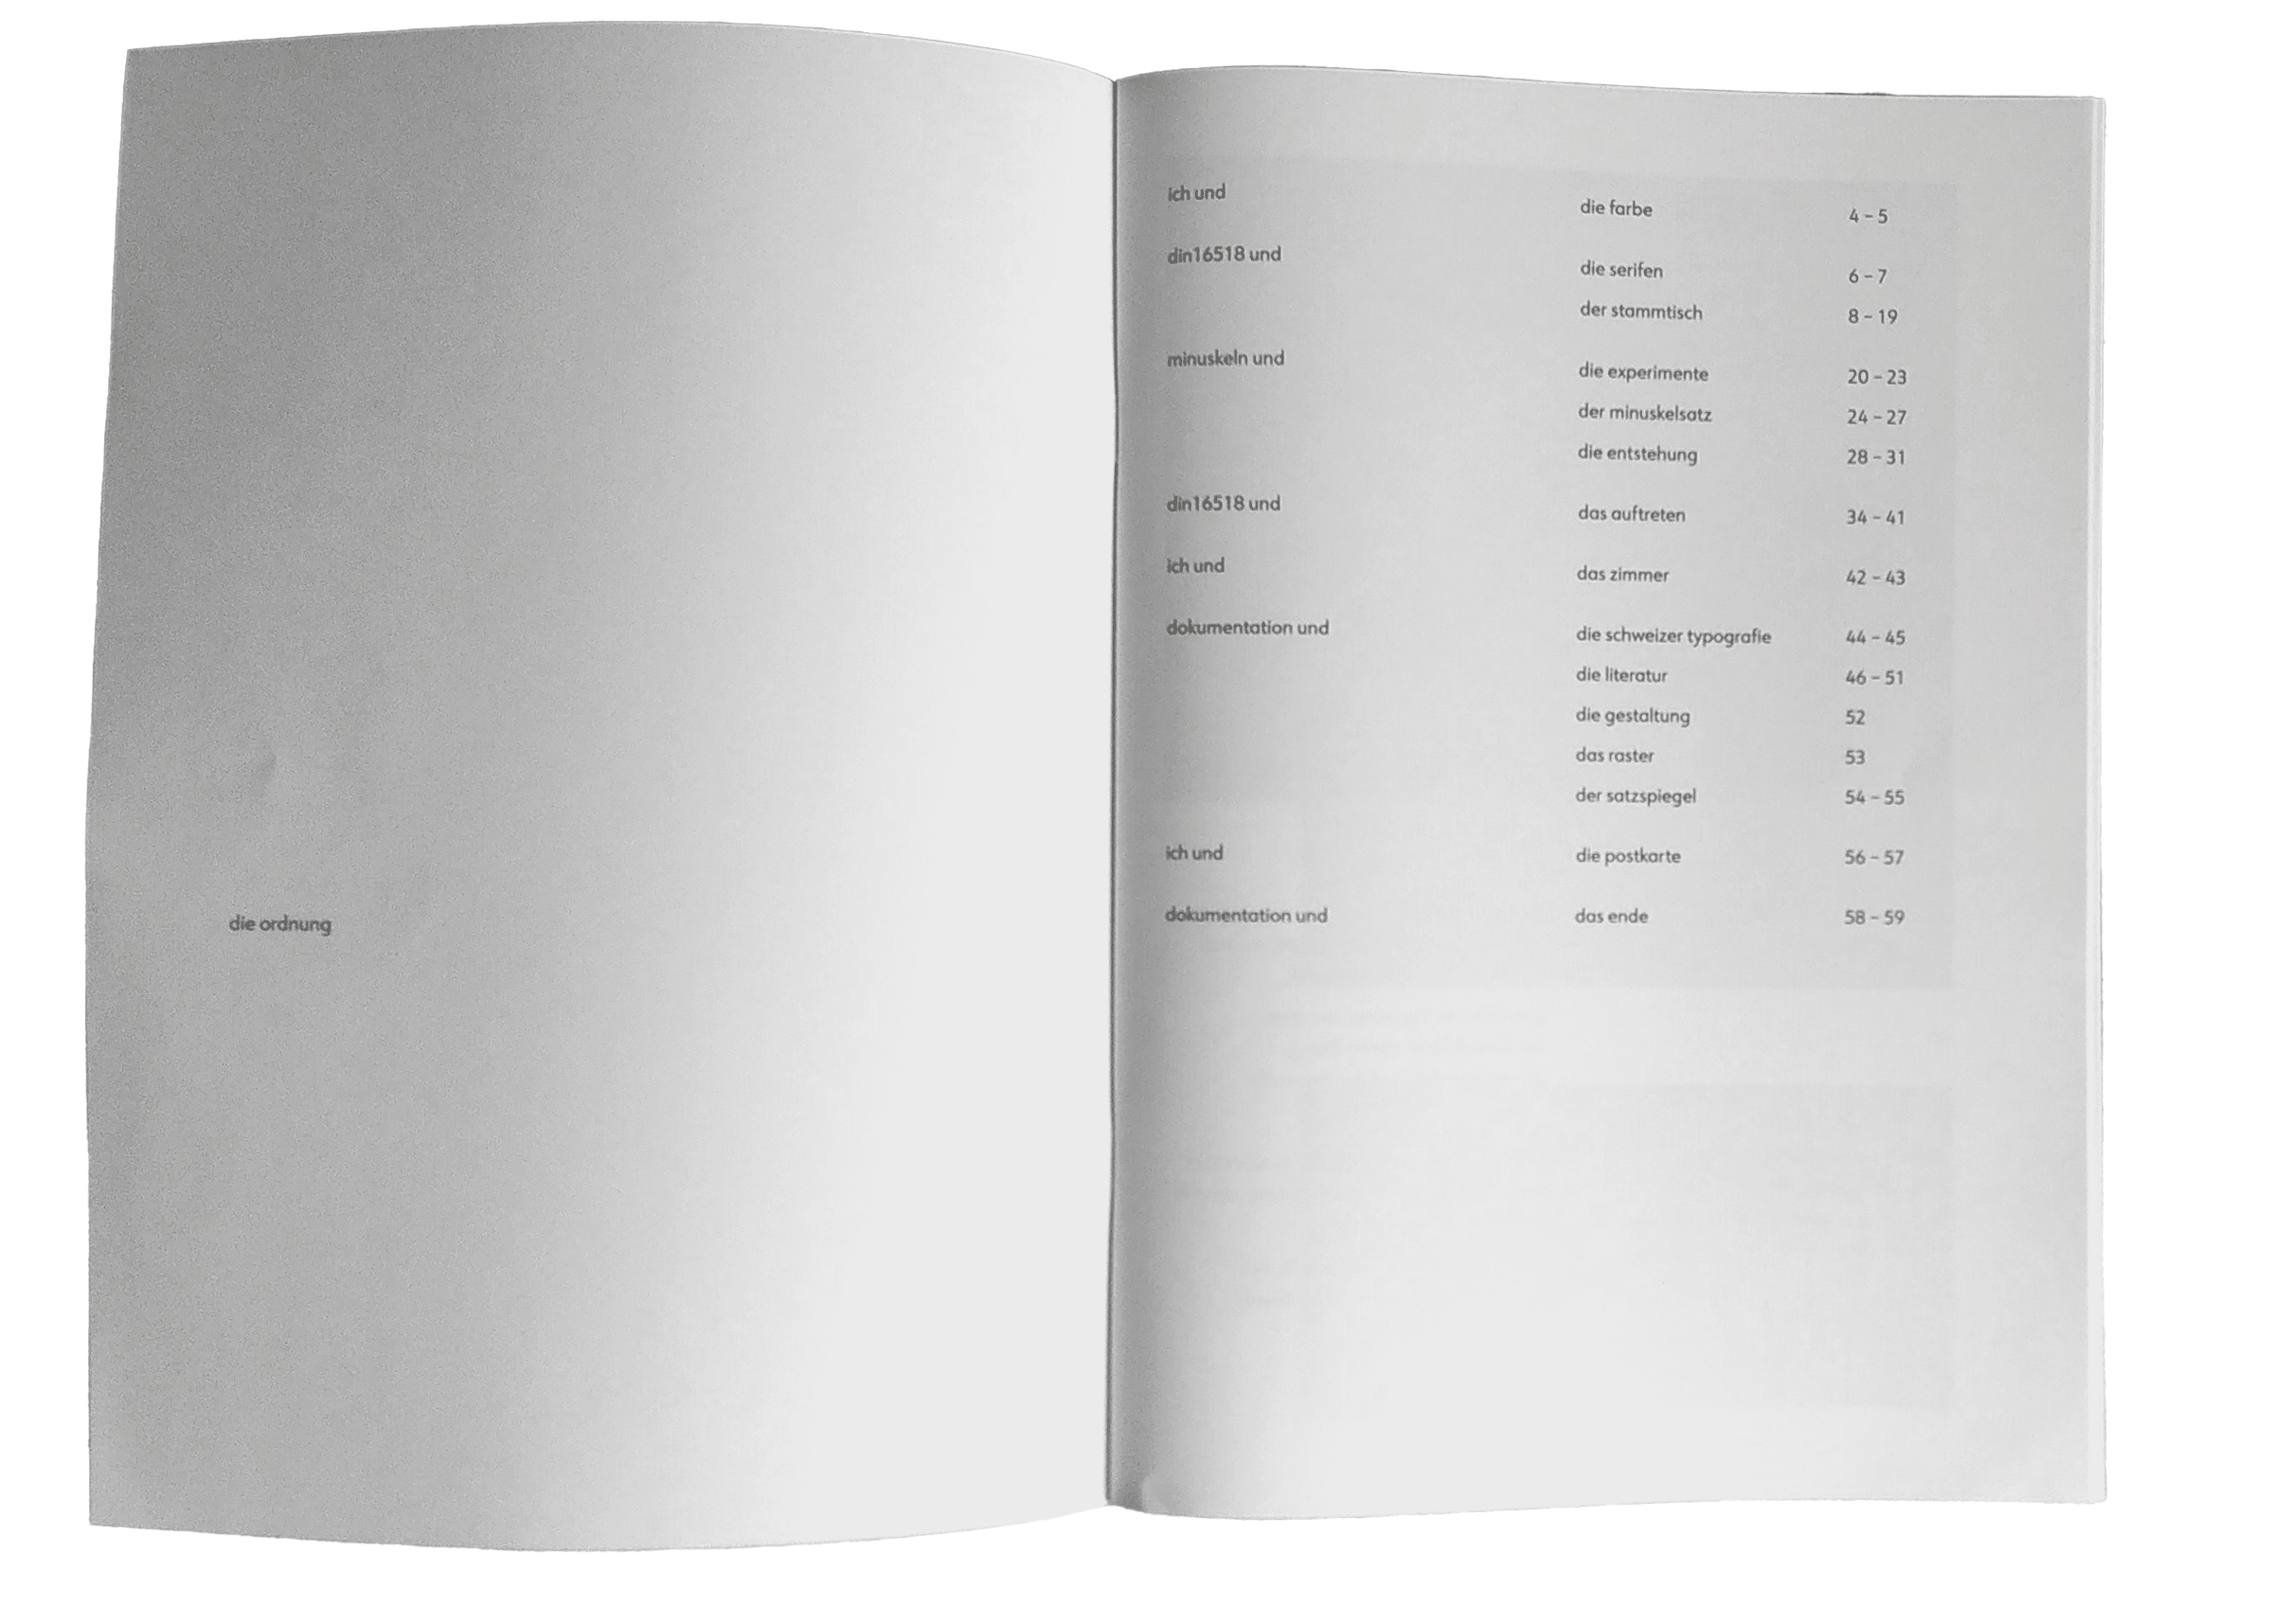 die ordnung
ich und die farbe 4 – 5
din16518 und die serifen 6 – 7
der stammtisch 8 – 19
minuskeln und die experimente 20 – 23
der minuskelsatz 24 – 27
die entstehung 28 – 31
din16518 und das auftreten 34 – 41
ich und das zimmer 42 – 43
dokumentation und die schweizer typografie 44 – 45
die literatur 46 – 51
die gestaltung 52
das raster 53
der satzspiegel 54 – 55
ich und die postkarte 56 – 57
dokumentation und das ende 58 – 59